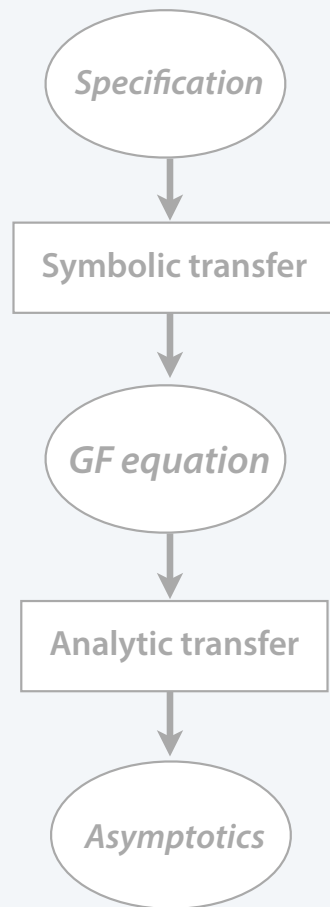 Specification
Symbolic transfer
GF equation
Analytic transfer
Asymptotics